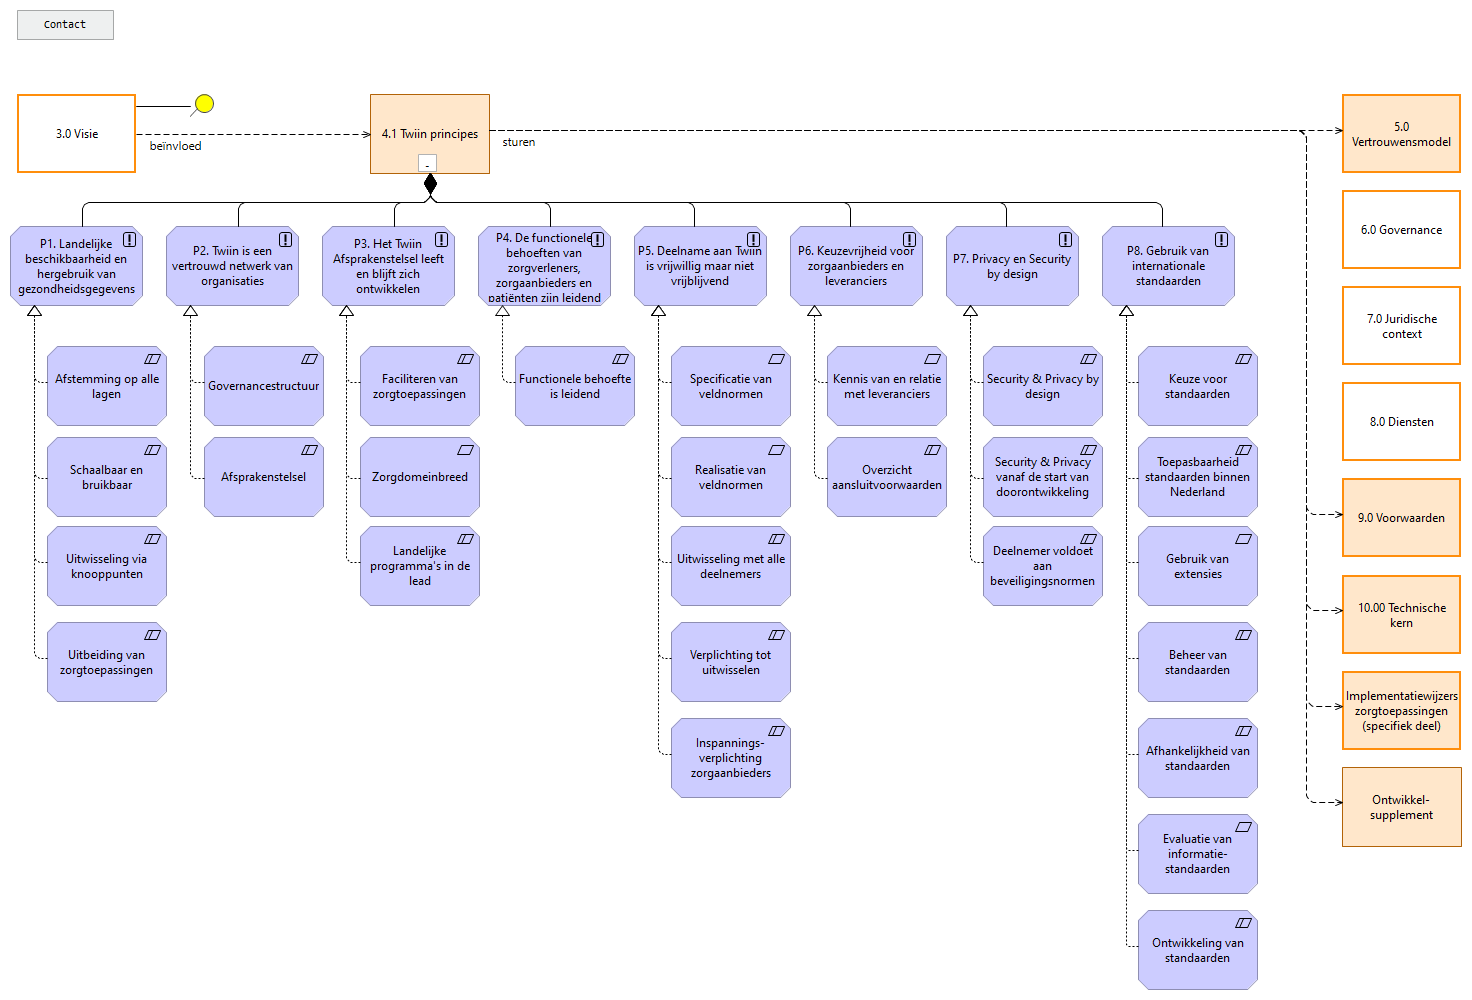 Contact
3.0 Visie
beïnvloed
4.1 Twiin principes
-
sturen
5.0
Vertrouwensmodel
6.0 Governance
7.0 Juridische
context
8.0 Diensten
9.0 Voorwaarden
10.00 Technische
kern
Implementatiewijzers
zorgtoepassingen
(specifiek deel)
Ontwikkel-
supplement
P1. Landelijke
beschikbaarheid en
hergebruik van
gezondheidsgegevens
Afstemming op alle
lagen
Schaalbaar en
bruikbaar
Uitwisseling via
knooppunten
Uitbeiding van
zorgtoepassingen
P2. Twiin is een
vertrouwd netwerk van
organisaties
Governancestructuur
Afsprakenstelsel
P3. Het Twiin
Afsprakenstelsel leeft
en blijft zich
ontwikkelen
Faciliteren van
zorgtoepassingen
Zorgdomeinbreed
Landelijke
programma's in de
lead
P4. De functionele
behoeften van
zorgverleners,
zorgaanbieders en
patiënten zijn leidend
Functionele behoefte
is leidend
P5. Deelname aan Twiin
is vrijwillig maar niet
vrijblijvend
Specificatie van
veldnormen
Realisatie van
veldnormen
Uitwisseling met alle
deelnemers
Verplichting tot
uitwisselen
Inspannings-
verplichting
zorgaanbieders
P6. Keuzevrijheid voor
zorgaanbieders en
leveranciers
Kennis van en relatie
met leveranciers
Overzicht
aansluitvoorwaarden
P7. Privacy en Security
by design
Security & Privacy by
design
Security & Privacy
vanaf de start van
doorontwikkeling
Deelnemer voldoet
aan
beveiligingsnormen
P8. Gebruik van
internationale
standaarden
Keuze voor
standaarden
Toepasbaarheid
standaarden binnen
Nederland
Gebruik van
extensies
Beheer van
standaarden
Afhankelijkheid van
standaarden
Evaluatie van
informatie-
standaarden
Ontwikkeling van
standaarden